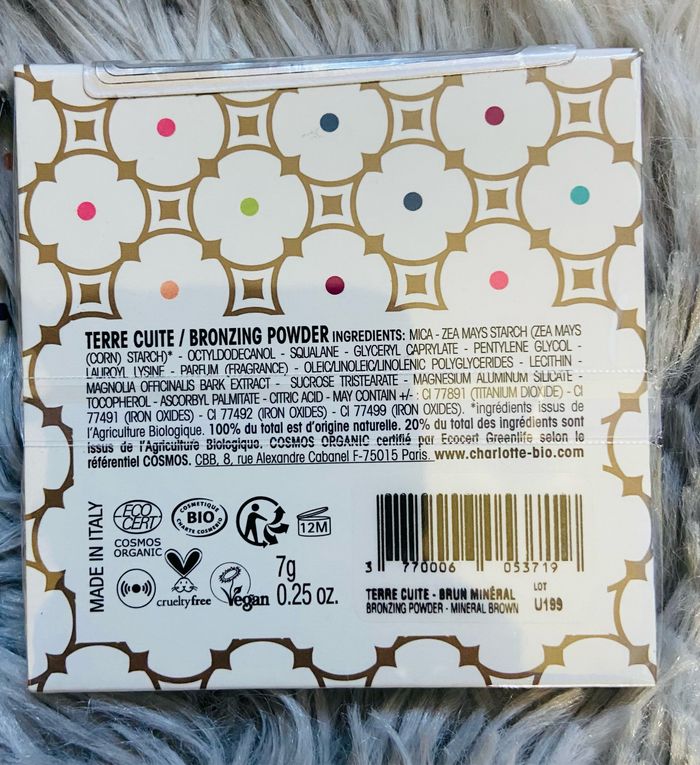 TERRE CUITE / BRONZING POWDER INGREDIENTS: MICA - ZEA MAYS STARCH (ZEA MAYS
(CORN) STARCH)* - OCTYLDODECANOL - SQUALANE - GLYCERYL CAPRYLATE - PENTYLENE GLYCOL -
LAUROYL LYSINE - PARFUM (FRAGRANCE) - OLEIC/LINOLEIC/LINOLENIC POLYGLYCERIDES - LECITHIN -
MAGNOLIA OFFICINALIS BARK EXTRACT - SUCROSE TRISTEARATE - MAGNESIUM ALUMINUM SILICATE -
TOCOPHEROL - ASCORBYL PALMITATE - CITRIC ACID - MAY CONTAIN +/- : CI 77891 (TITANIUM DIOXIDE) - CI
77491 (IRON OXIDES) - CI 77492 (IRON OXIDES) - CI 77499 (IRON OXIDES). *ingrédients issus de
l'Agriculture Biologique. 100% du total est d'origine naturelle. 20% du total des ingrédients sont
issus de l'Agriculture Biologique. COSMOS ORGANIC certifié par Ecocert Greenlife selon le
référentiel COSMOS. CBB, 8, rue Alexandre Cabanel F-75015 Paris. www.charlotte-bio.com
MADE IN ITALY
ECO
CERT
COSMOS
ORGANIC
COSMETIQUE
BIO
CHARTE COSMEBIO
12M
crueltyfree
Vegan
7g
0.25 oz.
3 770006 053719
TERRE CUITE - BRUN MINÉRAL
BRONZING POWDER - MINERAL BROWN
LOT
U199